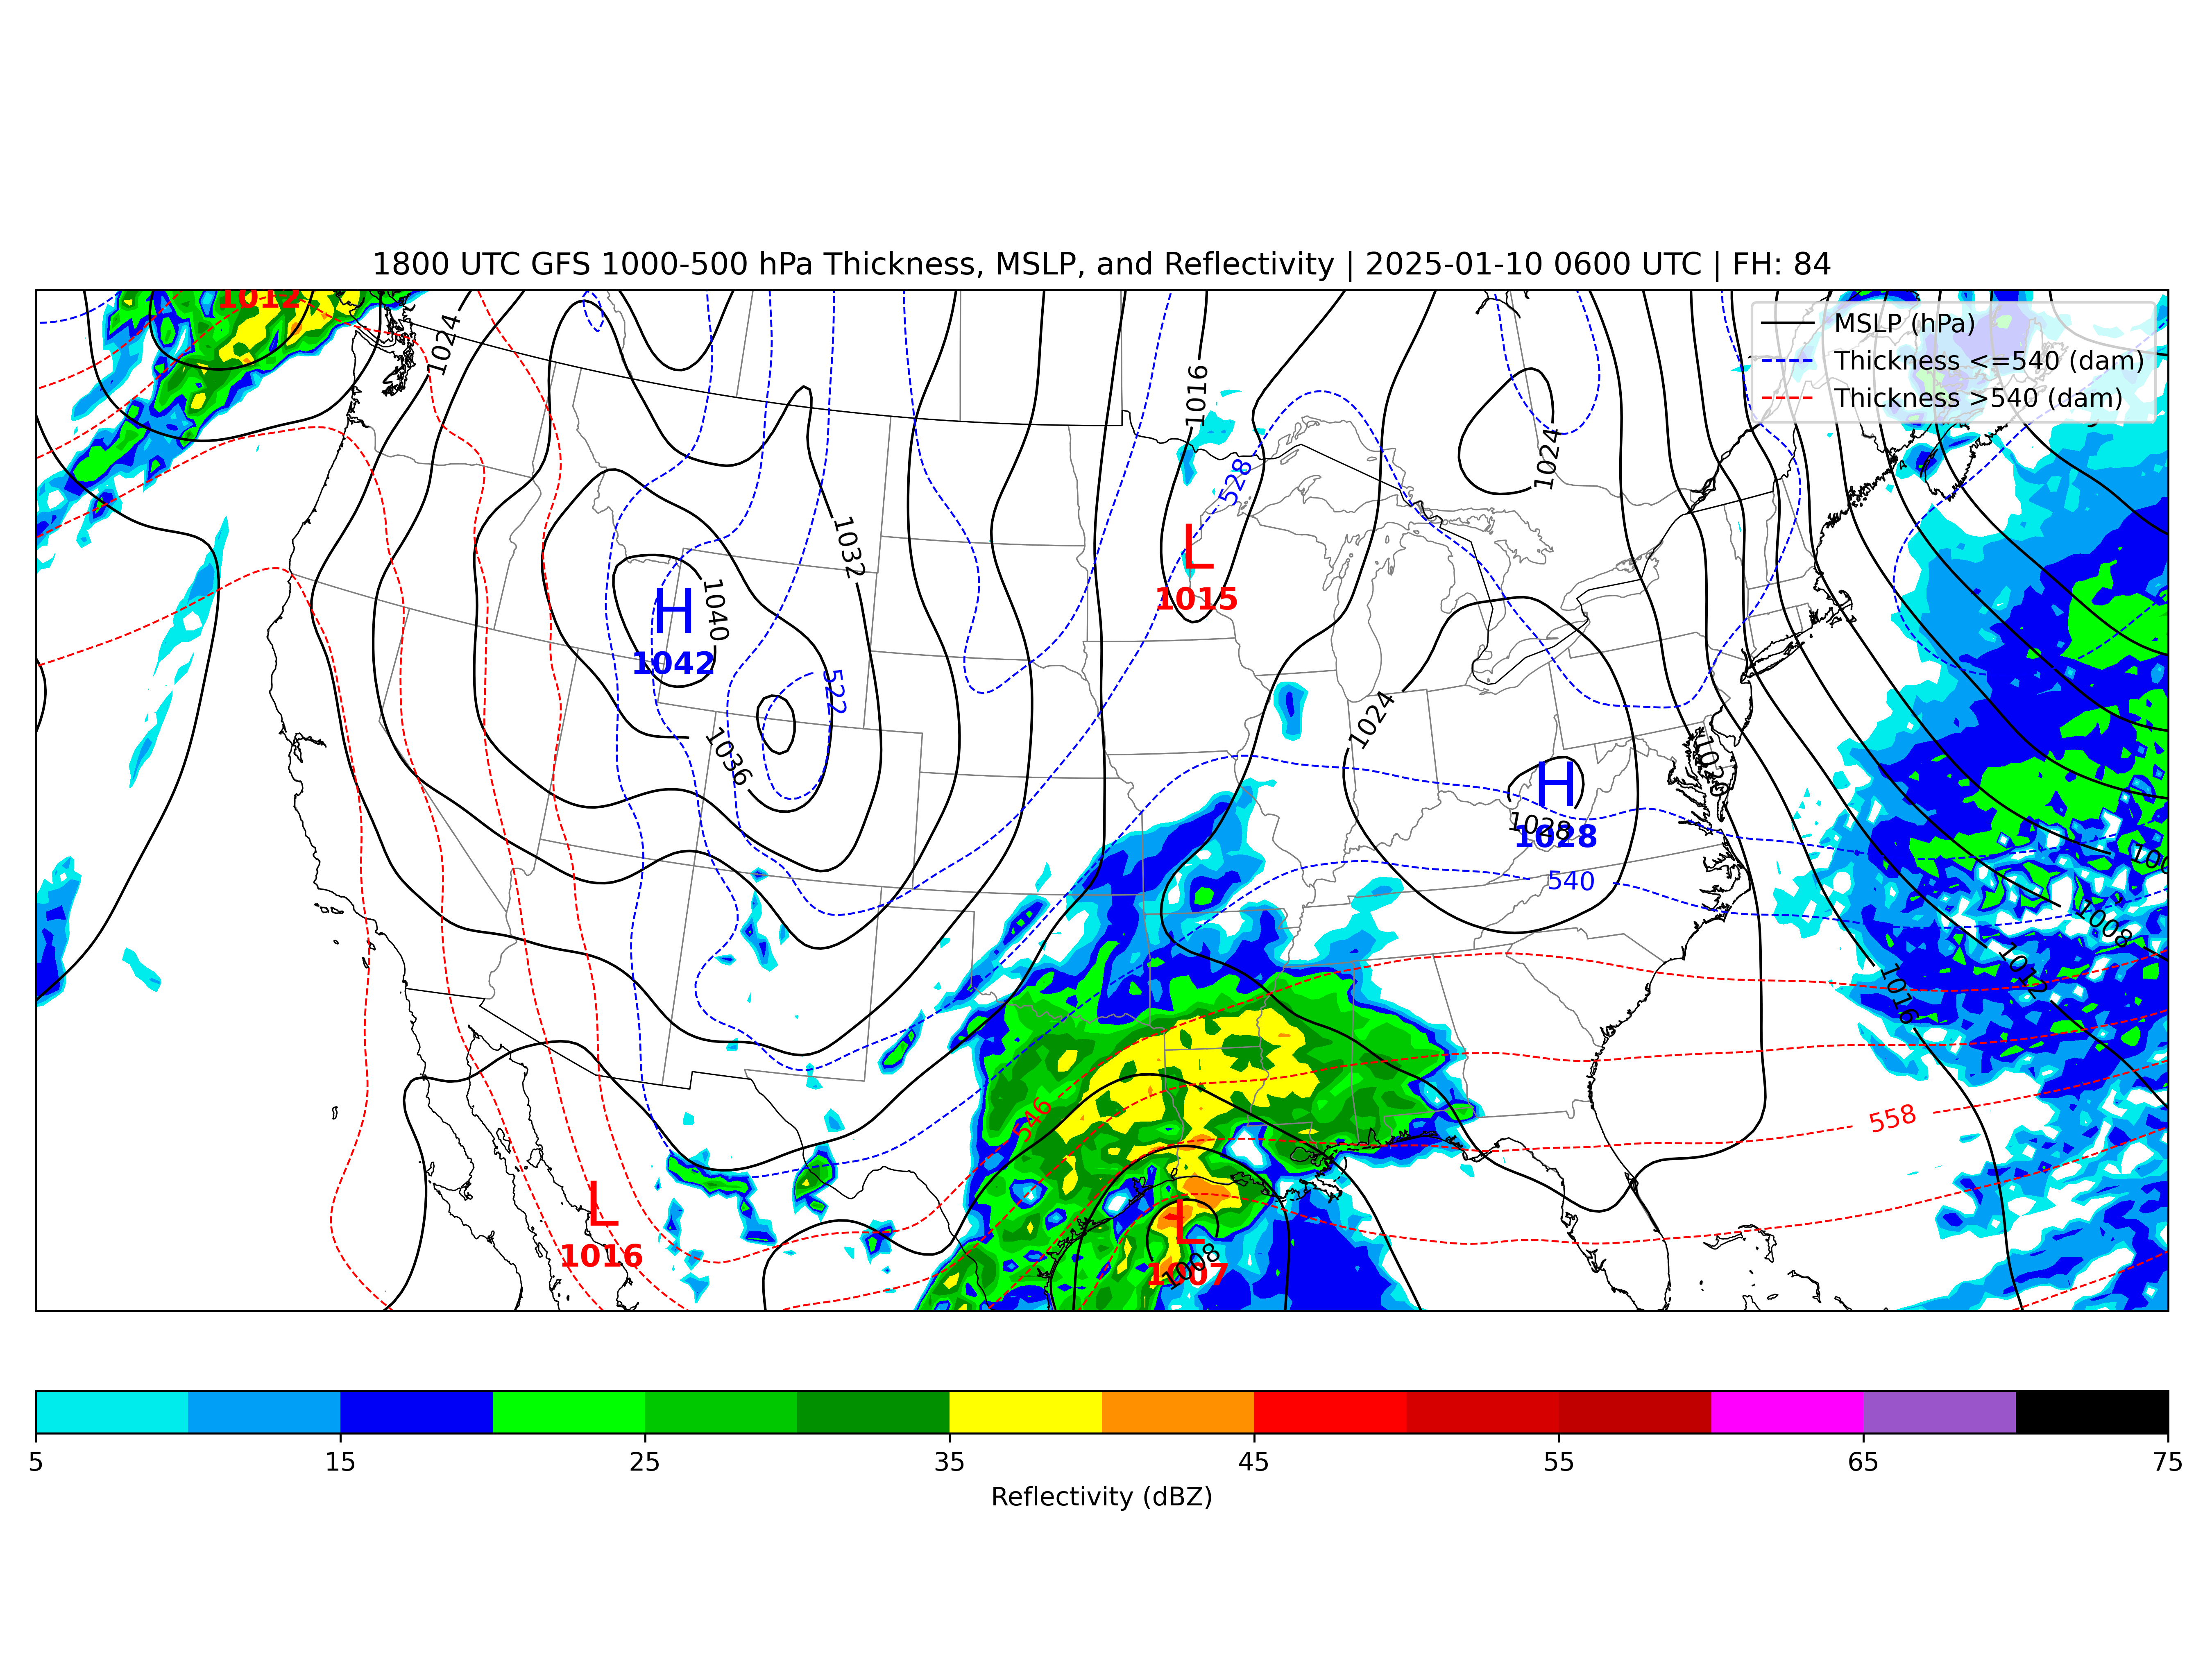 1800 UTC GFS 1000-500 hPa Thickness, MSLP, and Reflectivity | 2025-01-10 0600 UTC | FH: 84
1012
MSLP (hPa)
Thickness <=540 (dam)
Thickness >540 (dam)
1024
1016
1024
528
1032
L
1015
H
1042
1040
522
1036
1024
1020
H
1028
1028
540
1008
1012
1016
546
558
L
1016
L
1007
1008
5 15 25 35 45 55 65 75
Reflectivity (dBZ)